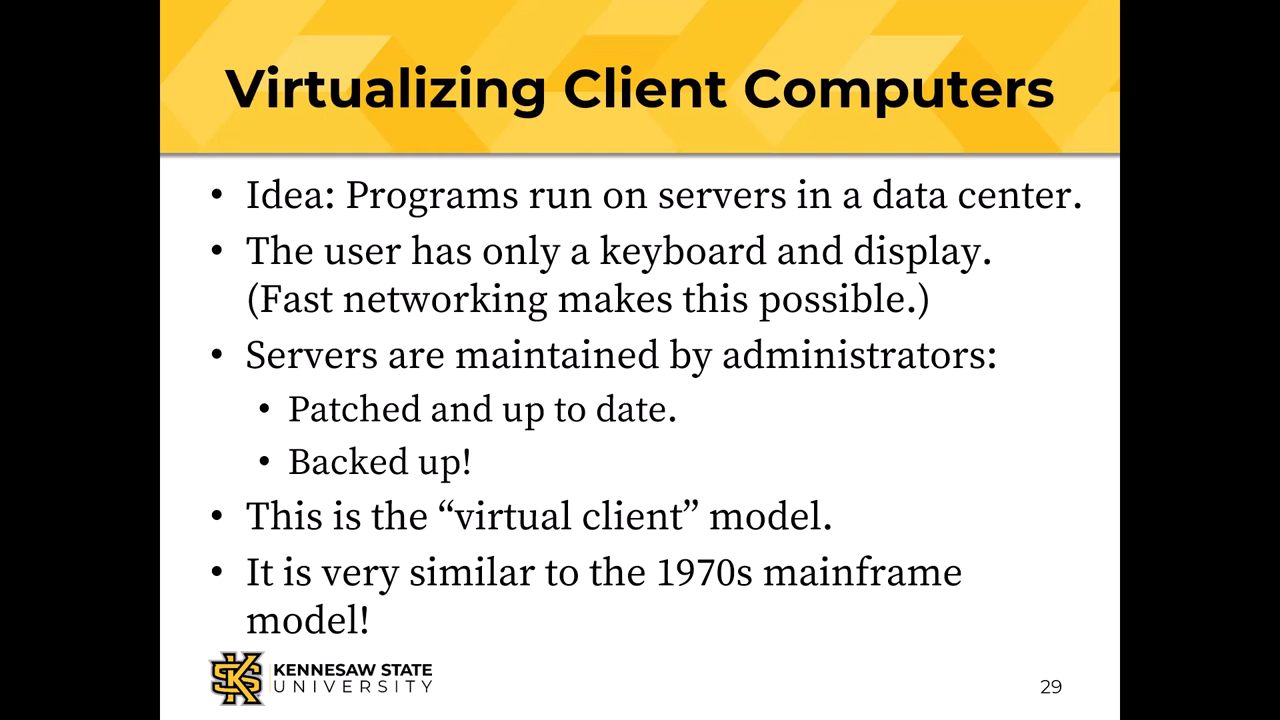 Virtualizing Client Computers
• Idea: Programs run on servers in a data center.
• The user has only a keyboard and display.
(Fast networking makes this possible.)
• Servers are maintained by administrators:
• Patched and up to date.
• Backed up!
• This is the “virtual client” model.
• It is very similar to the 1970s mainframe
model!
KENNESAW STATE
UNIVERSITY
29